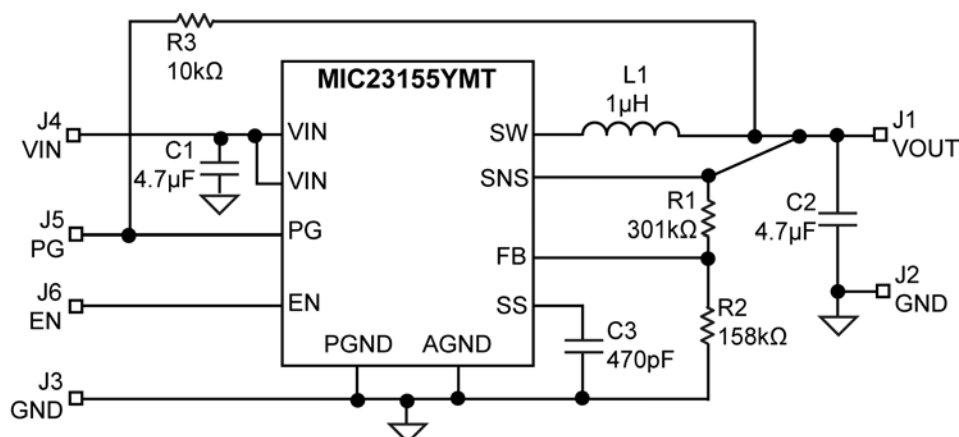 R3
10kΩ
MIC23155YMT
L1
1µH
J4
VIN
C1
4.7µF
VIN
VIN
SW
SNS
J1
VOUT
R1
301kΩ
C2
4.7µF
J5
PG
PG
FB
J6
EN
EN
SS
J2
GND
R2
158kΩ
C3
470pF
PGND
AGND
J3
GND